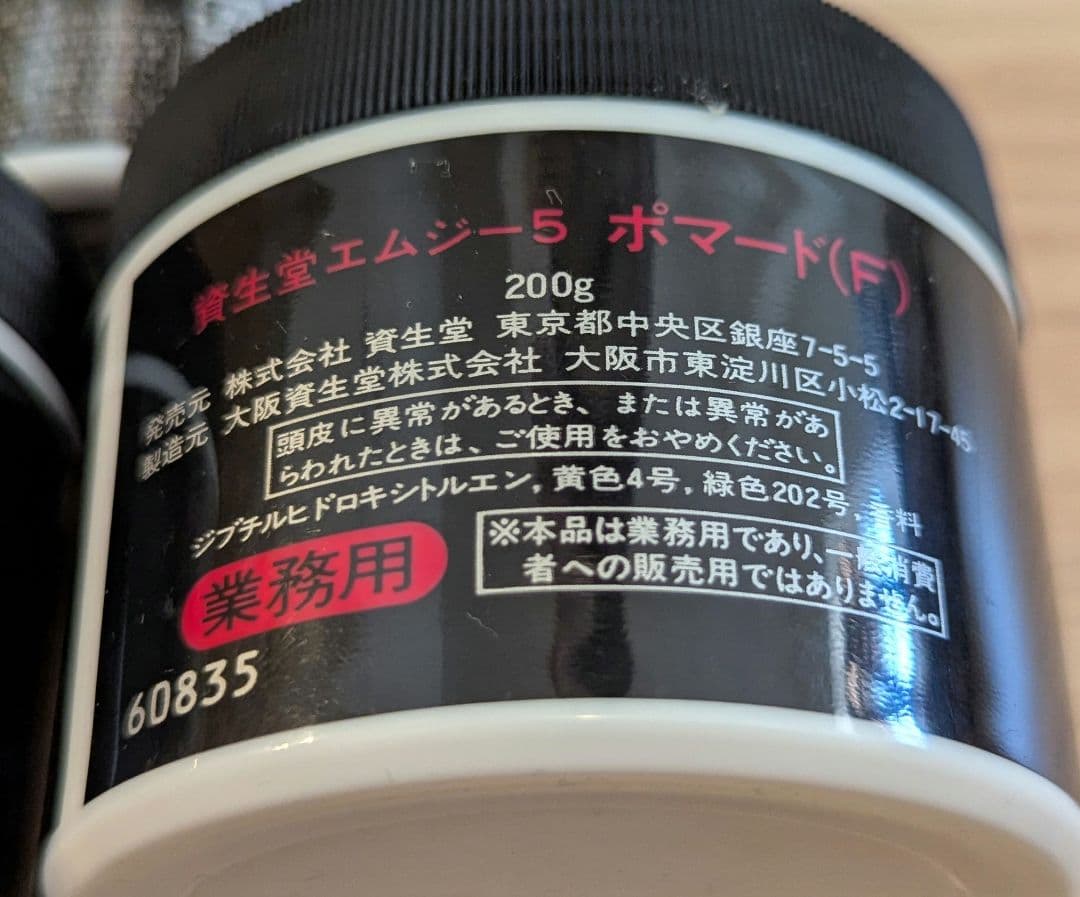 資生堂エムジー5 ポマード(F)
200g
発売元 株式会社 資生堂 東京都中央区銀座7-5-5
製造元 大阪資生堂株式会社 大阪市東淀川区小松2-17-45
頭皮に異常があるとき、または異常があ
らわれたときは、ご使用をおやめください。
ジブチルヒドロキシトルエン,黄色4号,緑色202号,香料
業務用
※本品は業務用であり、一般消費
者への販売用ではありません。
60835